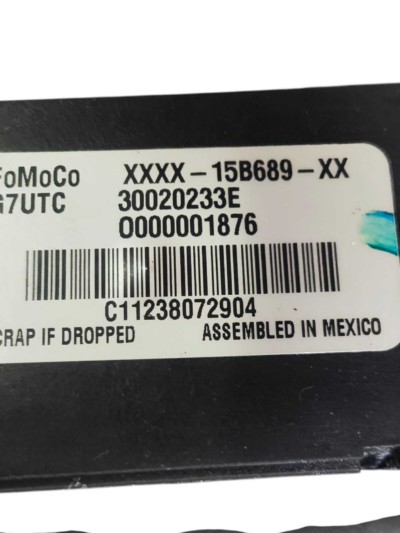 FoMoCo XXXX-15B689-XX
G7UTC 30020233E
0000001876
C11238072904
CRAP IF DROPPED ASSEMBLED IN MEXICO